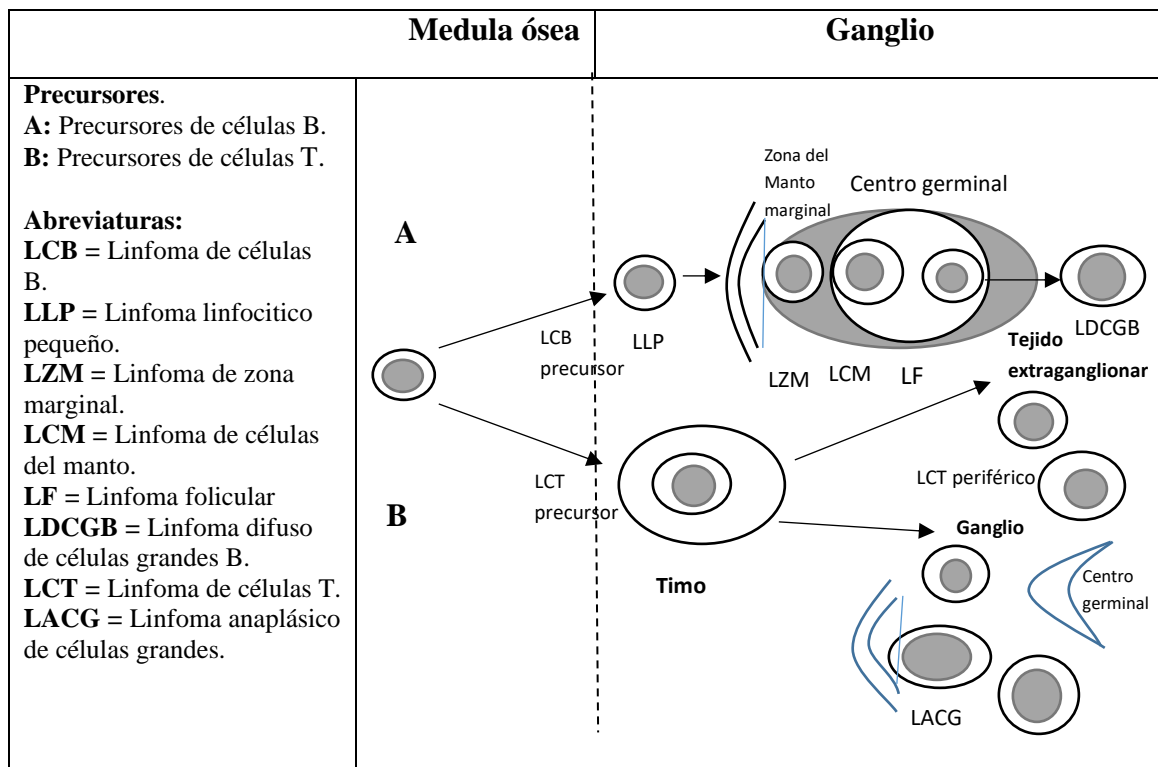 Medula ósea
Ganglio
Precursores.
A: Precursores de células B.
B: Precursores de células T.
Abreviaturas:
LCB = Linfoma de células
B.
LLP = Linfoma linfocitico
pequeño.
LZM = Linfoma de zona
marginal.
LCM = Linfoma de células
del manto.
LF = Linfoma folicular
LDCGB = Linfoma difuso
de células grandes B.
LCT = Linfoma de células T.
LACG = Linfoma anaplásico
de células grandes.
A
B
LCB
precursor
LCT
precursor
LLP
Zona del
Manto
marginal
Centro germinal
LZM
LCM
LF
LDCGB
Timo
Tejido
extraganglionar
LCT periférico
Ganglio
Centro
germinal
LACG